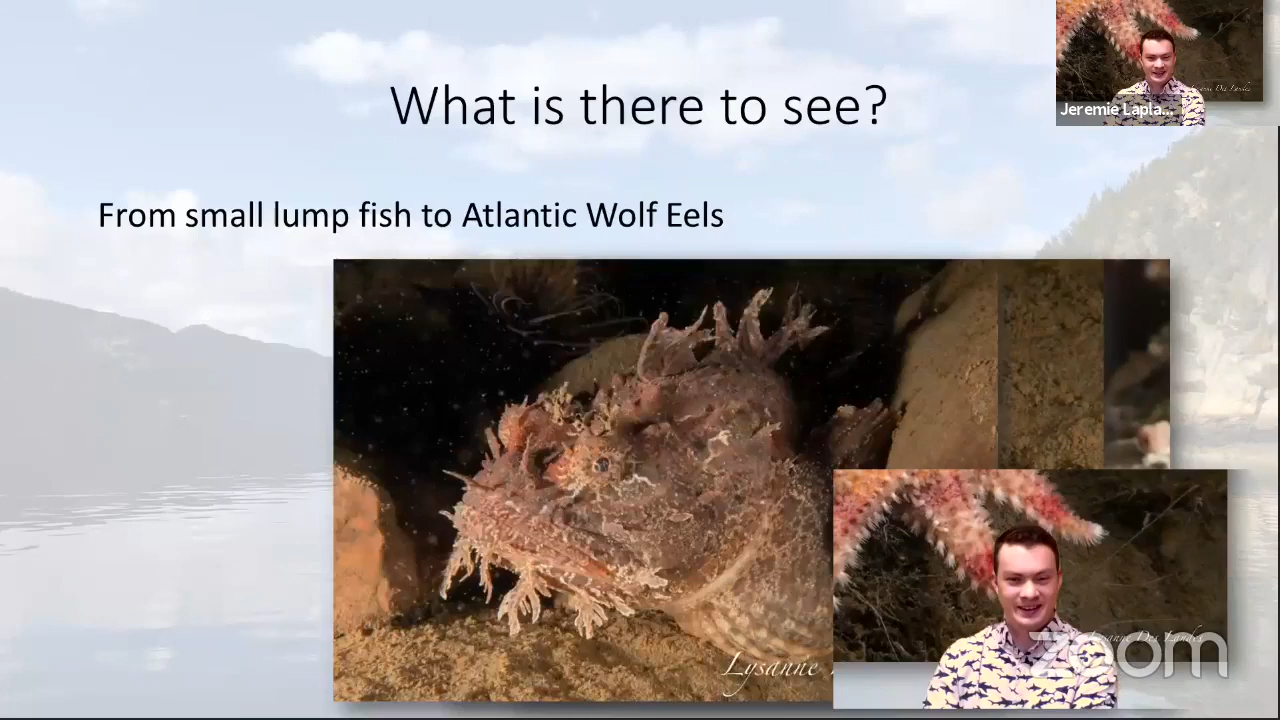 What is there to see?
Jeremie Lapla...
From small lump fish to Atlantic Wolf Eels
Lysanne
zoom